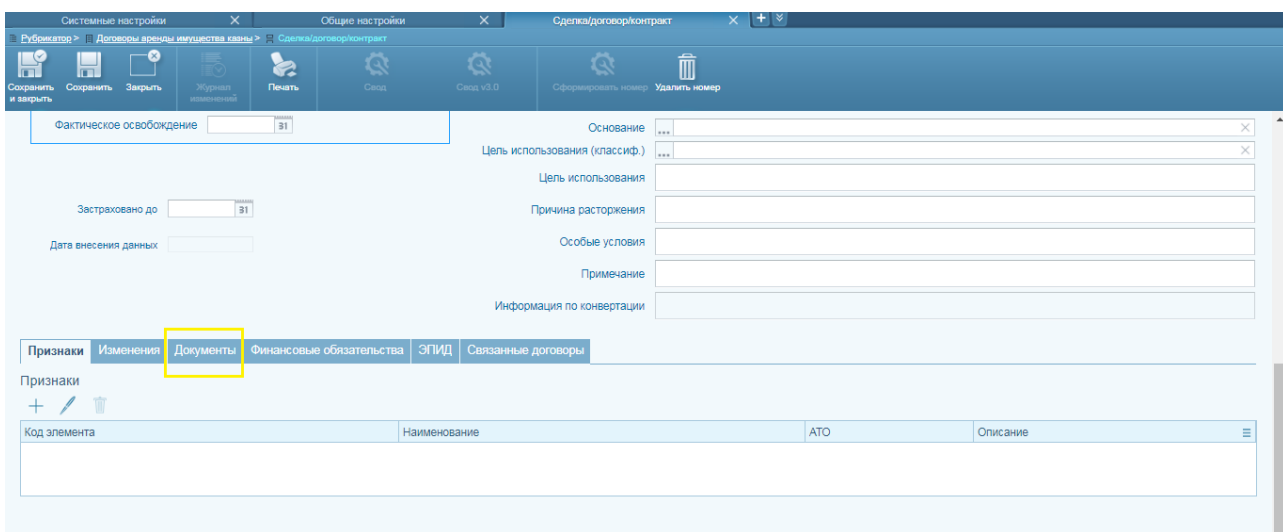 Системные настройки
Общие настройки
Сделка/договор/контракт
Рубрикатор > Договоры аренды имущества казны > Сделка/договор/контракт
Сохранить и закрыть
Сохранить
Закрыть
Журнал изменений
Печать
Свод
Свод v3.0
Сформировать номер
Удалить номер
Фактическое освобождение
31
Основание
...
Цель использования (классиф.)
...
Цель использования
Застраховано до
31
Причина расторжения
Дата внесения данных
Особые условия
Примечание
Информация по конвертации
Признаки Изменения Документы Финансовые обязательства ЭПИД Связанные договоры
Признаки
Код элемента Наименование АТО Описание